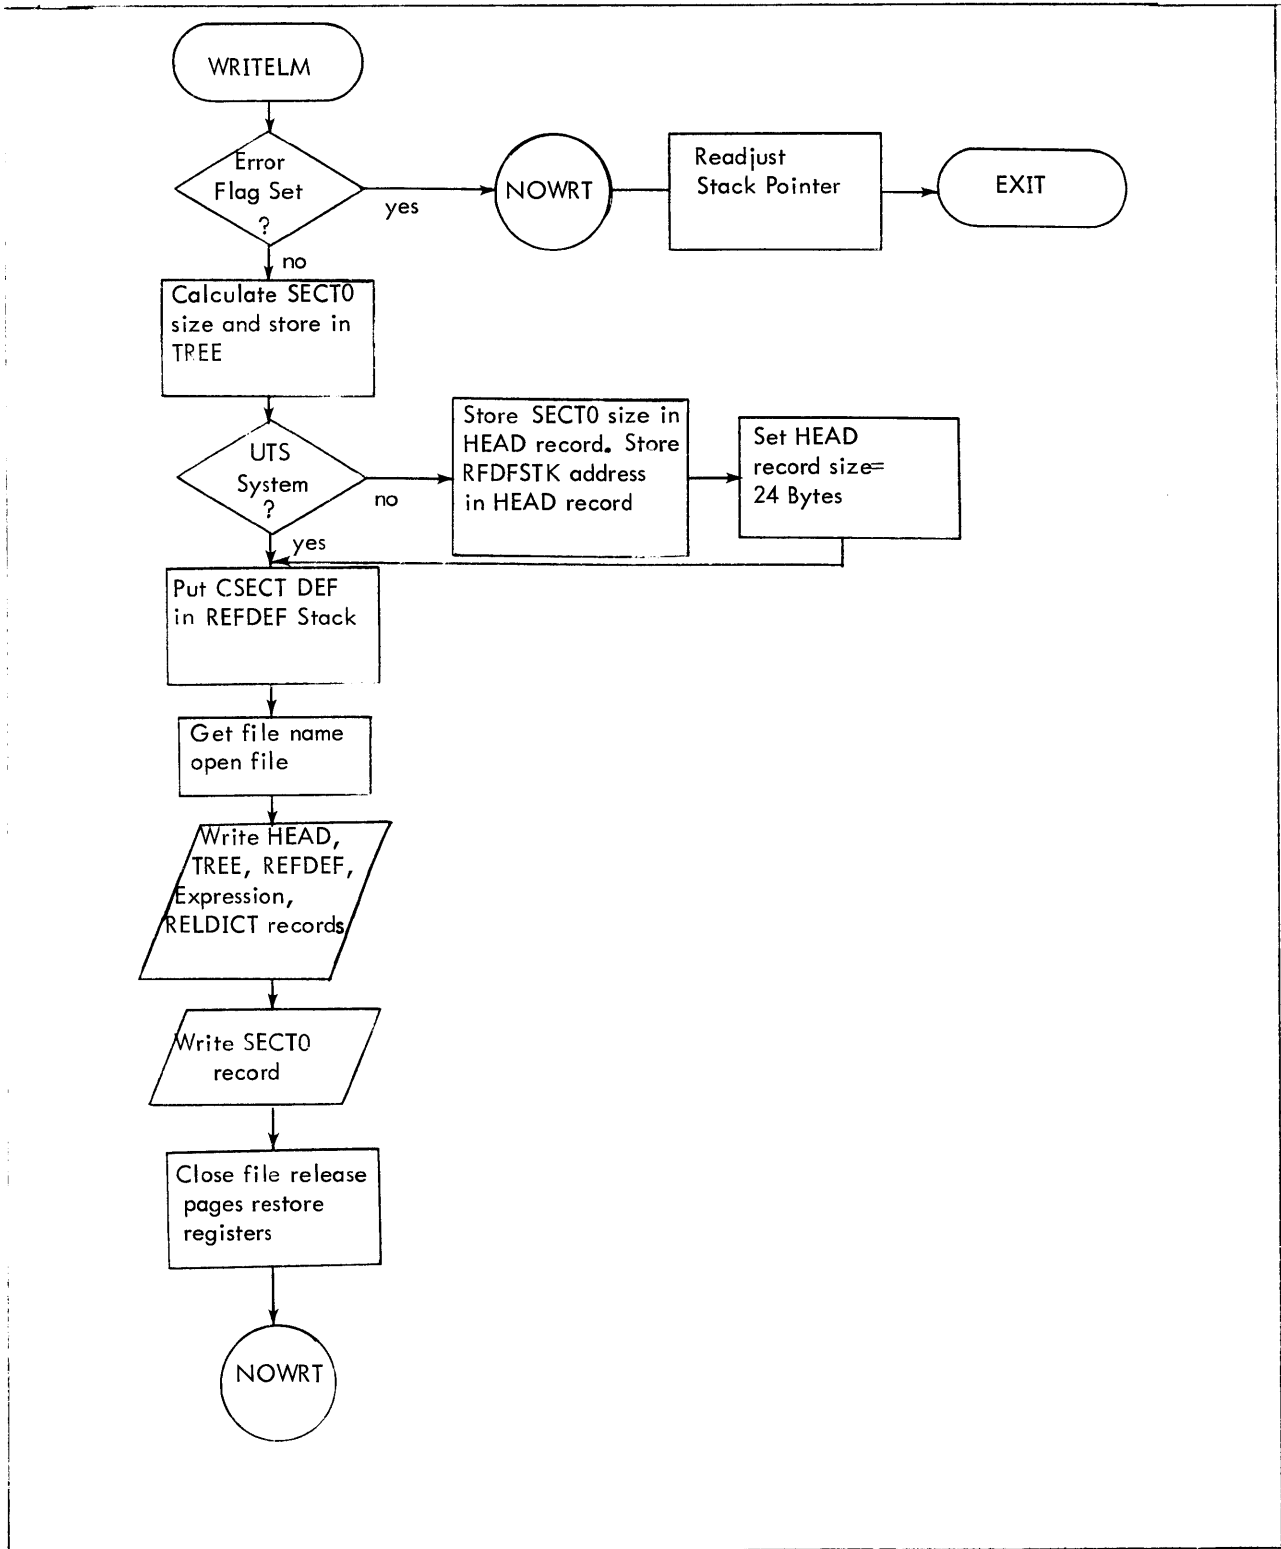 WRITELM
Error
Flag Set
?
yes
NOWRT
Readjust
Stack Pointer
EXIT
no
Calculate SECT0
size and store in
TREE
UTS
System
?
no
Store SECT0 size in
HEAD record. Store
RFDFSTK address
in HEAD record
Set HEAD
record size=
24 Bytes
yes
Put CSECT DEF
in REFDEF Stack
Get file name
open file
Write HEAD,
TREE, REFDEF,
Expression,
RELDICT records
Write SECT0
record
Close file release
pages restore
registers
NOWRT